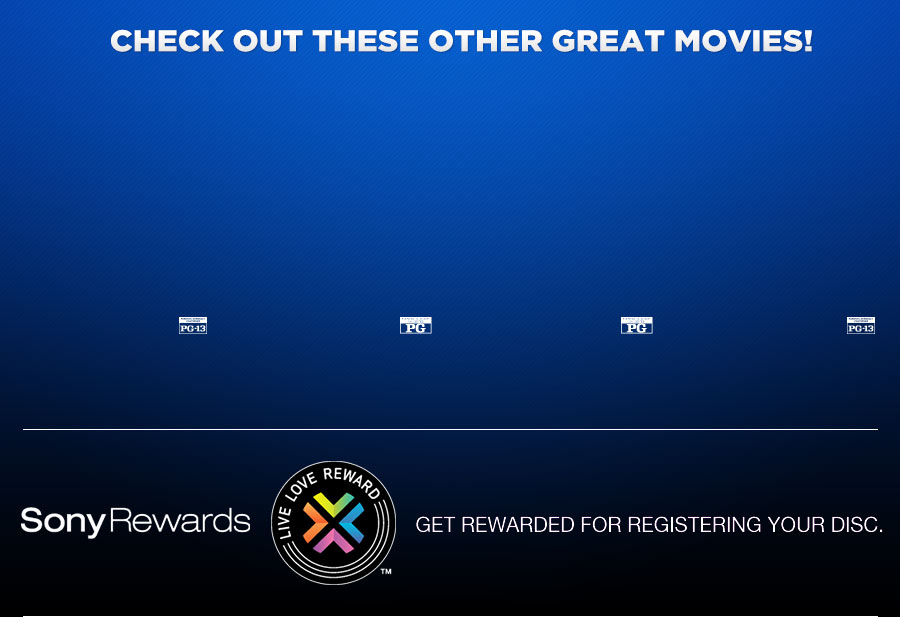 CHECK OUT THESE OTHER GREAT MOVIES!
PG-13
PG
PG
PG-13
LIVE LOVE REWARD
SonyRewards
GET REWARDED FOR REGISTERING YOUR DISC.
TM